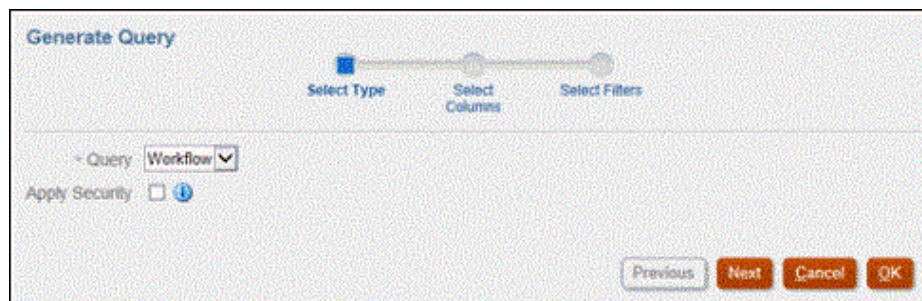 Generate Query
Select Type
Select
Columns
Select Filters
* Query Workflow
Apply Security
Previous Next Cancel OK